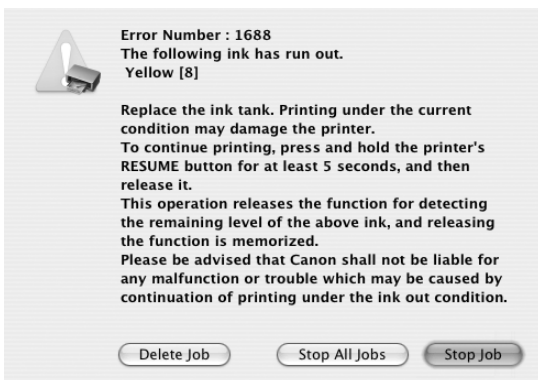 Error Number : 1688
The following ink has run out.
Yellow [8]
Replace the ink tank. Printing under the current
condition may damage the printer.
To continue printing, press and hold the printer's
RESUME button for at least 5 seconds, and then
release it.
This operation releases the function for detecting
the remaining level of the above ink, and releasing
the function is memorized.
Please be advised that Canon shall not be liable for
any malfunction or trouble which may be caused by
continuation of printing under the ink out condition.
Delete Job Stop All Jobs Stop Job